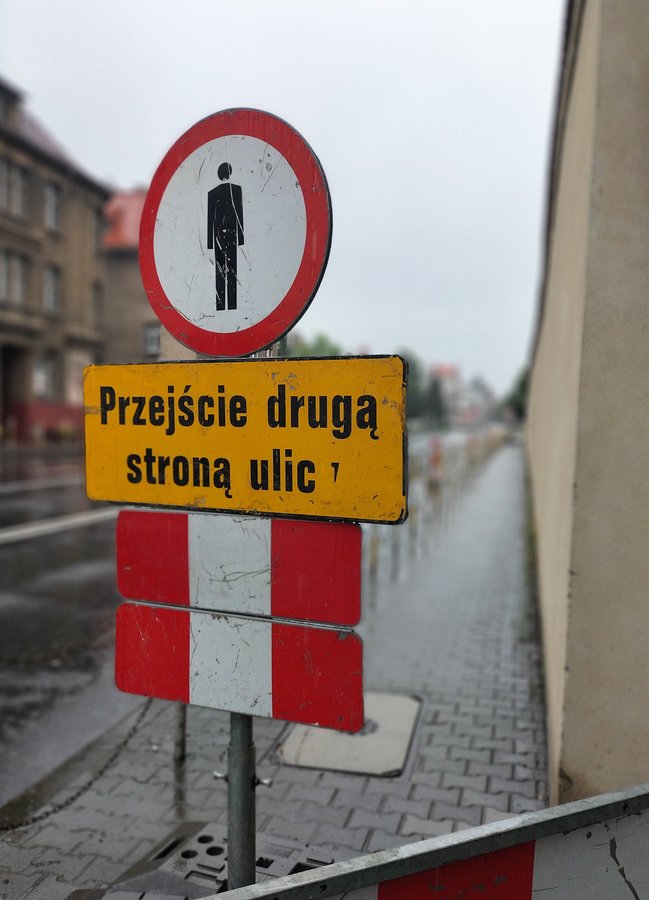 Przejście drugą
stroną ulic